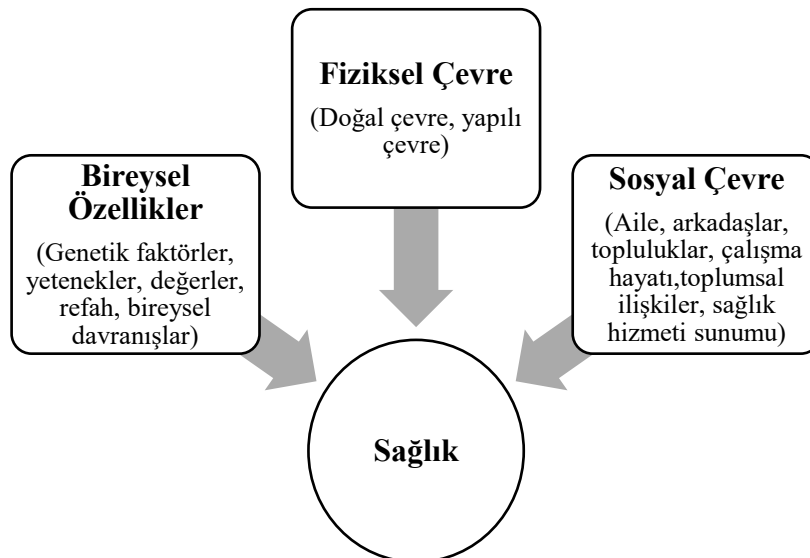 Fiziksel Çevre
(Doğal çevre, yapılı
çevre)
Bireysel
Özellikler
(Genetik faktörler,
yetenekler, değerler,
refah, bireysel
davranışlar)
Sosyal Çevre
(Aile, arkadaşlar,
topluluklar, çalışma
hayatı,toplumsal
ilişkiler, sağlık
hizmeti sunumu)
Sağlık